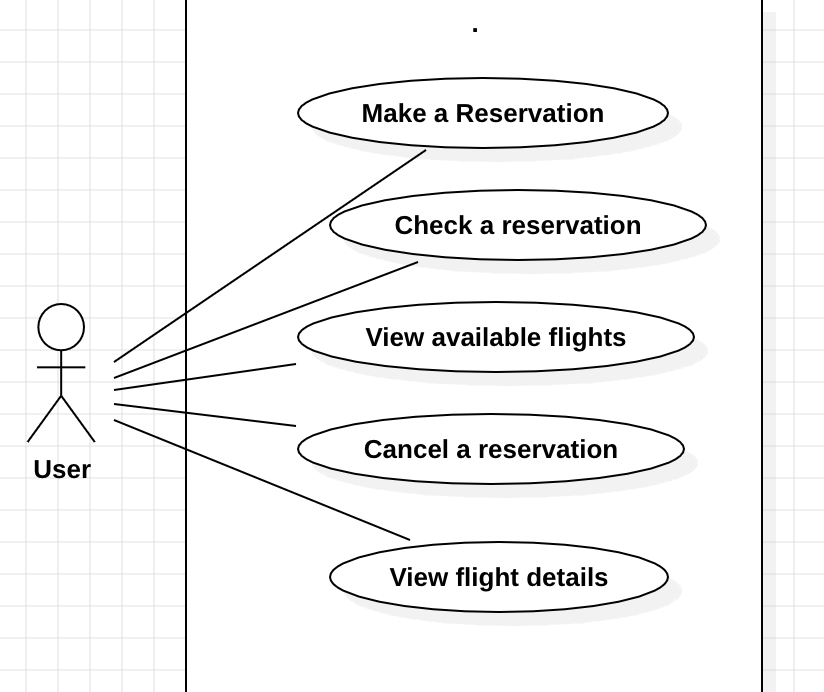 .
Make a Reservation
Check a reservation
View available flights
Cancel a reservation
User
View flight details